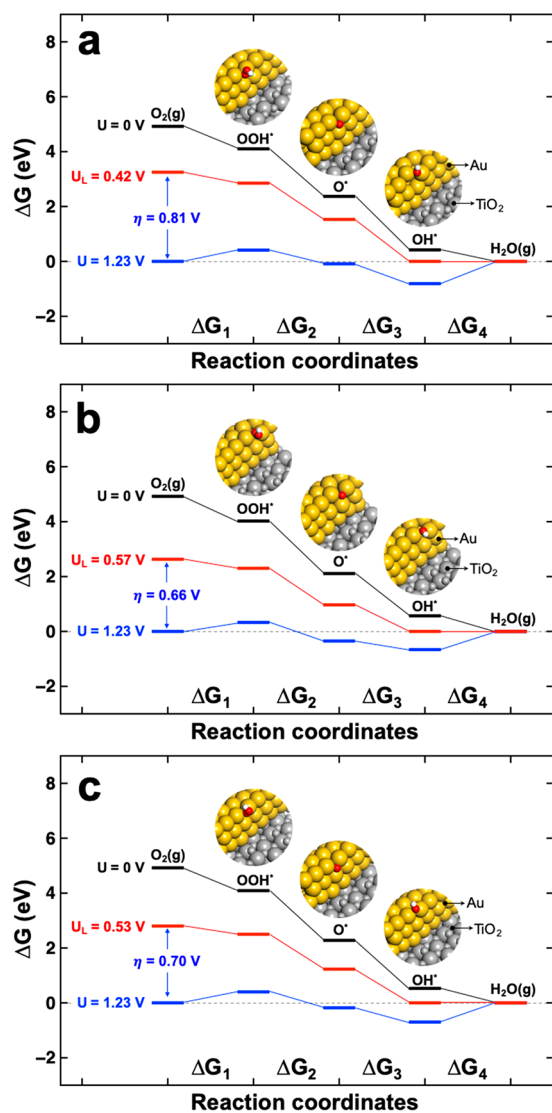 a
8
6
4
2
0
−2
ΔG (eV)
O₂(g)
U = 0 V
OOH*
O*
OH*
H₂O(g)
Au
TiO₂
U_L = 0.42 V
η = 0.81 V
U = 1.23 V
ΔG₁ ΔG₂ ΔG₃ ΔG₄
Reaction coordinates
b
8
6
4
2
0
−2
ΔG (eV)
O₂(g)
U = 0 V
OOH*
O*
OH*
H₂O(g)
Au
TiO₂
U_L = 0.57 V
η = 0.66 V
U = 1.23 V
ΔG₁ ΔG₂ ΔG₃ ΔG₄
Reaction coordinates
c
8
6
4
2
0
−2
ΔG (eV)
O₂(g)
U = 0 V
OOH*
O*
OH*
H₂O(g)
Au
TiO₂
U_L = 0.53 V
η = 0.70 V
U = 1.23 V
ΔG₁ ΔG₂ ΔG₃ ΔG₄
Reaction coordinates